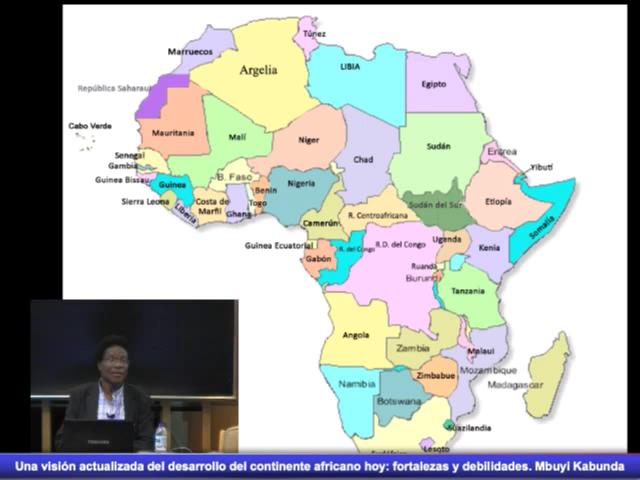 Túnez
Marruecos
Argelia
LIBIA
Egipto
República Saharaui
Cabo Verde
Mauritania
Malí
Niger
Chad
Sudán
Eritrea
Yibuti
Senegal
Gambia
Guinea Bissau
Guinea
B. Faso
Benin
Nigeria
Sierra Leona
Liberia
Costa de
Marfil
Ghana
Togo
Camerún
R. Centroafricana
Sudán del Sur
Etiopía
Somalia
Guinea Ecuatorial
Gabón
R. del Congo
R.D. del Congo
Uganda
Kenia
Ruanda
Burundi
Tanzania
Angola
Zambia
Malaui
Mozambique
Madagascar
Zimbabue
Namibia
Botswana
Suazilandia
Lesoto
Una visión actualizada del desarrollo del continente africano hoy: fortalezas y debilidades. Mbuyi Kabunda